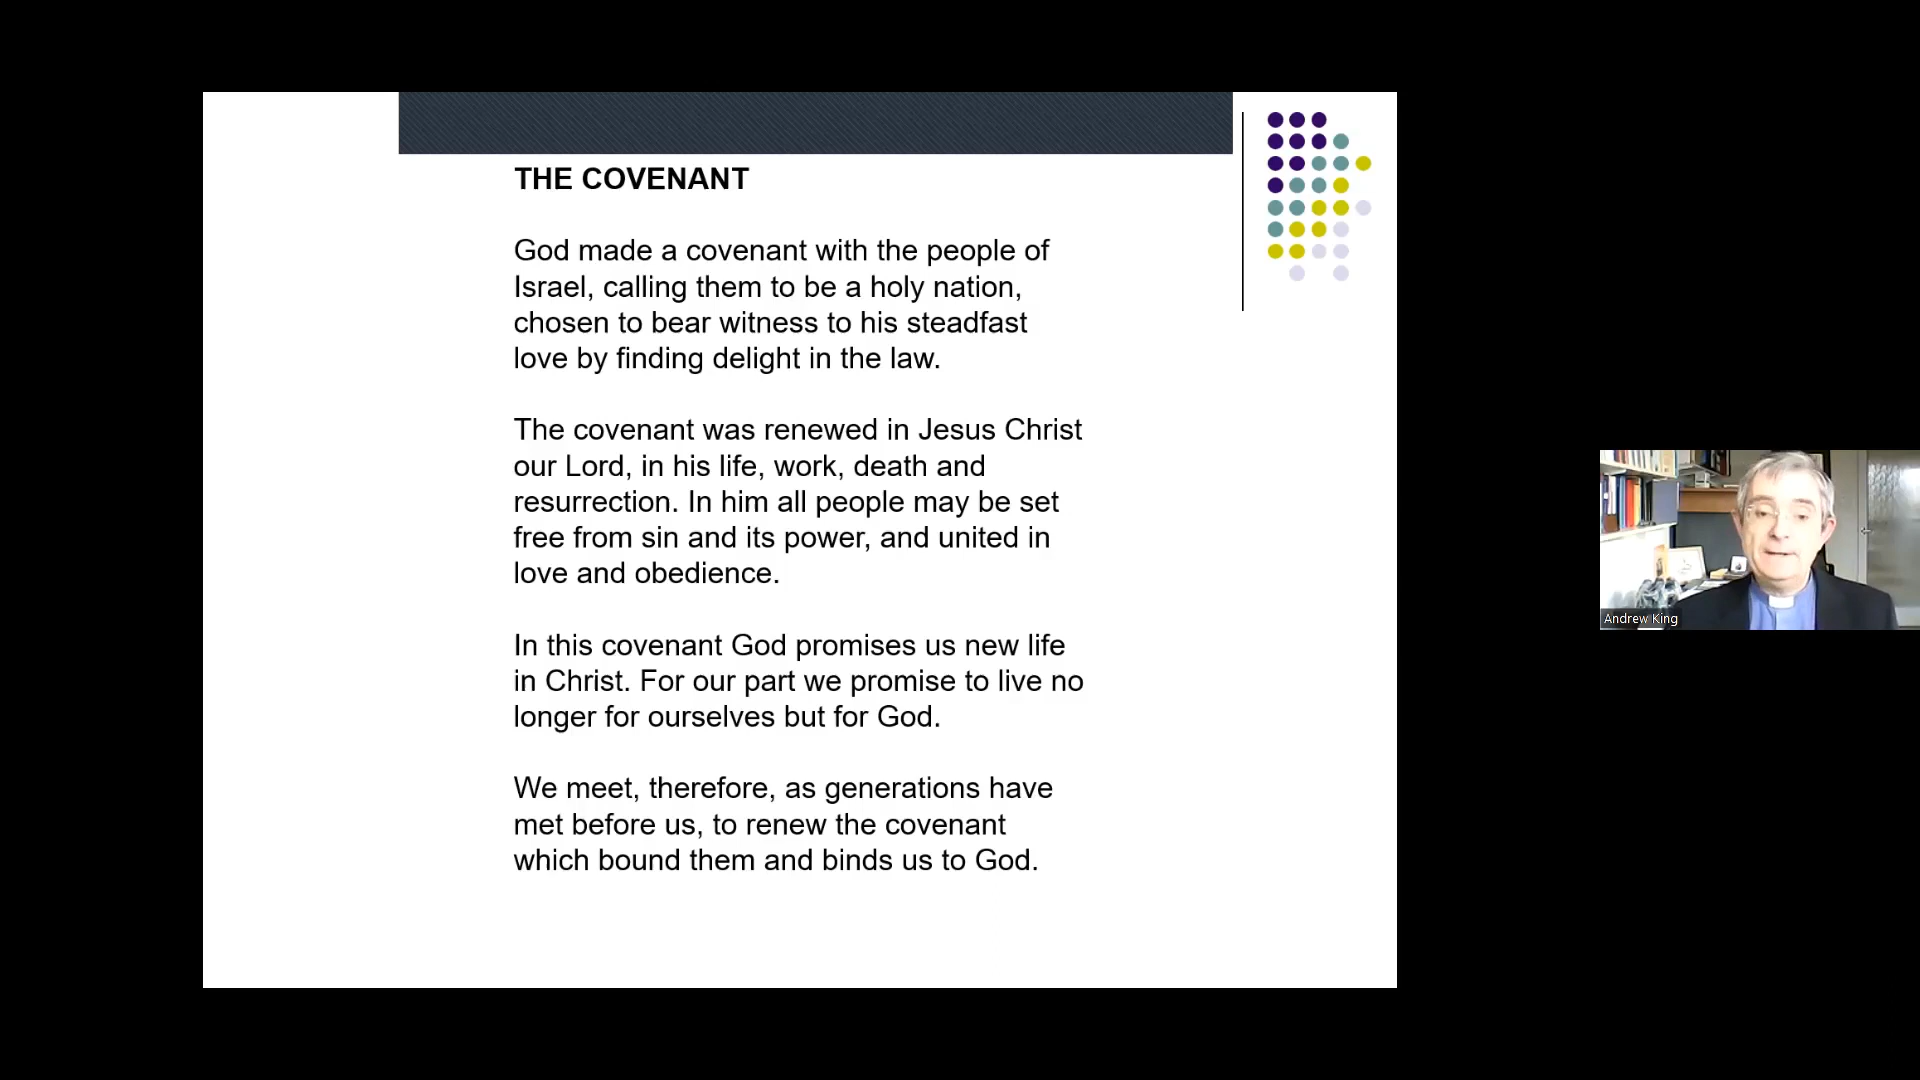 THE COVENANT
God made a covenant with the people of
Israel, calling them to be a holy nation,
chosen to bear witness to his steadfast
love by finding delight in the law.
The covenant was renewed in Jesus Christ
our Lord, in his life, work, death and
resurrection. In him all people may be set
free from sin and its power, and united in
love and obedience.
In this covenant God promises us new life
in Christ. For our part we promise to live no
longer for ourselves but for God.
We meet, therefore, as generations have
met before us, to renew the covenant
which bound them and binds us to God.
Andrew King